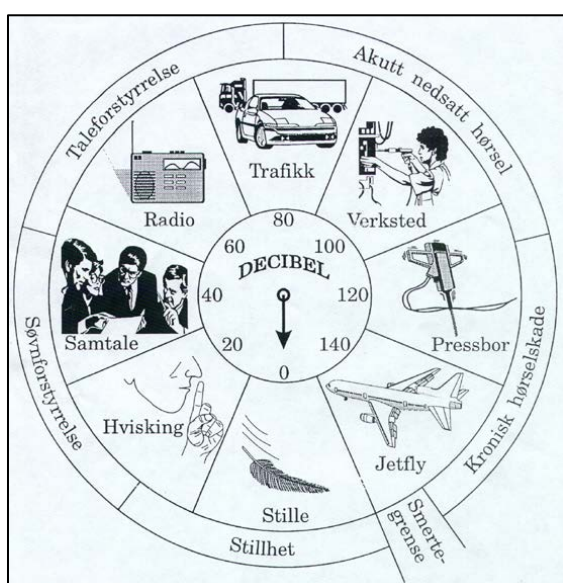 Taleforstyrrelse
Akutt nedsatt hørsel
Kronisk hørselskade
Smerte-
grense
Stillhet
Søvnforstyrrelse
Trafikk
Verksted
Pressbor
Jetfly
Stille
Hvisking
Samtale
Radio
DECIBEL
0
20
40
60
80
100
120
140